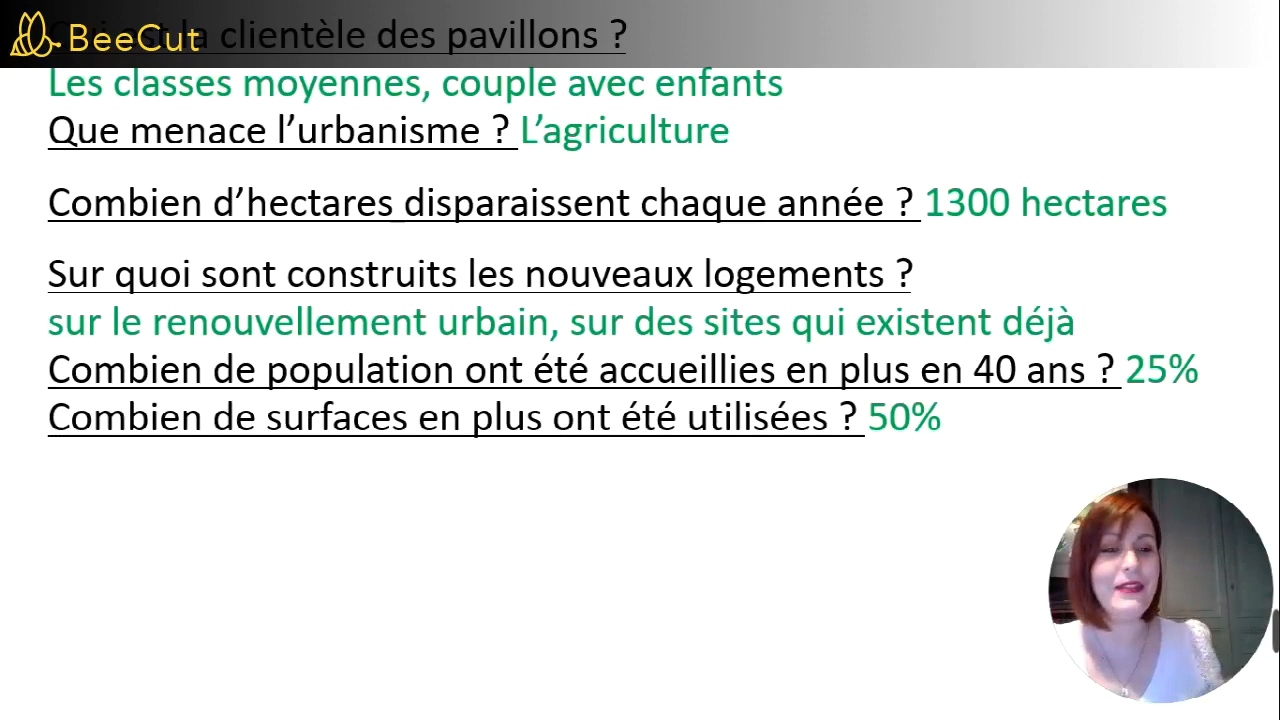 BeeCut
Qui est la clientèle des pavillons ?
Les classes moyennes, couple avec enfants
Que menace l’urbanisme ? L’agriculture
Combien d’hectares disparaissent chaque année ? 1300 hectares
Sur quoi sont construits les nouveaux logements ?
sur le renouvellement urbain, sur des sites qui existent déjà
Combien de population ont été accueillies en plus en 40 ans ? 25%
Combien de surfaces en plus ont été utilisées ? 50%